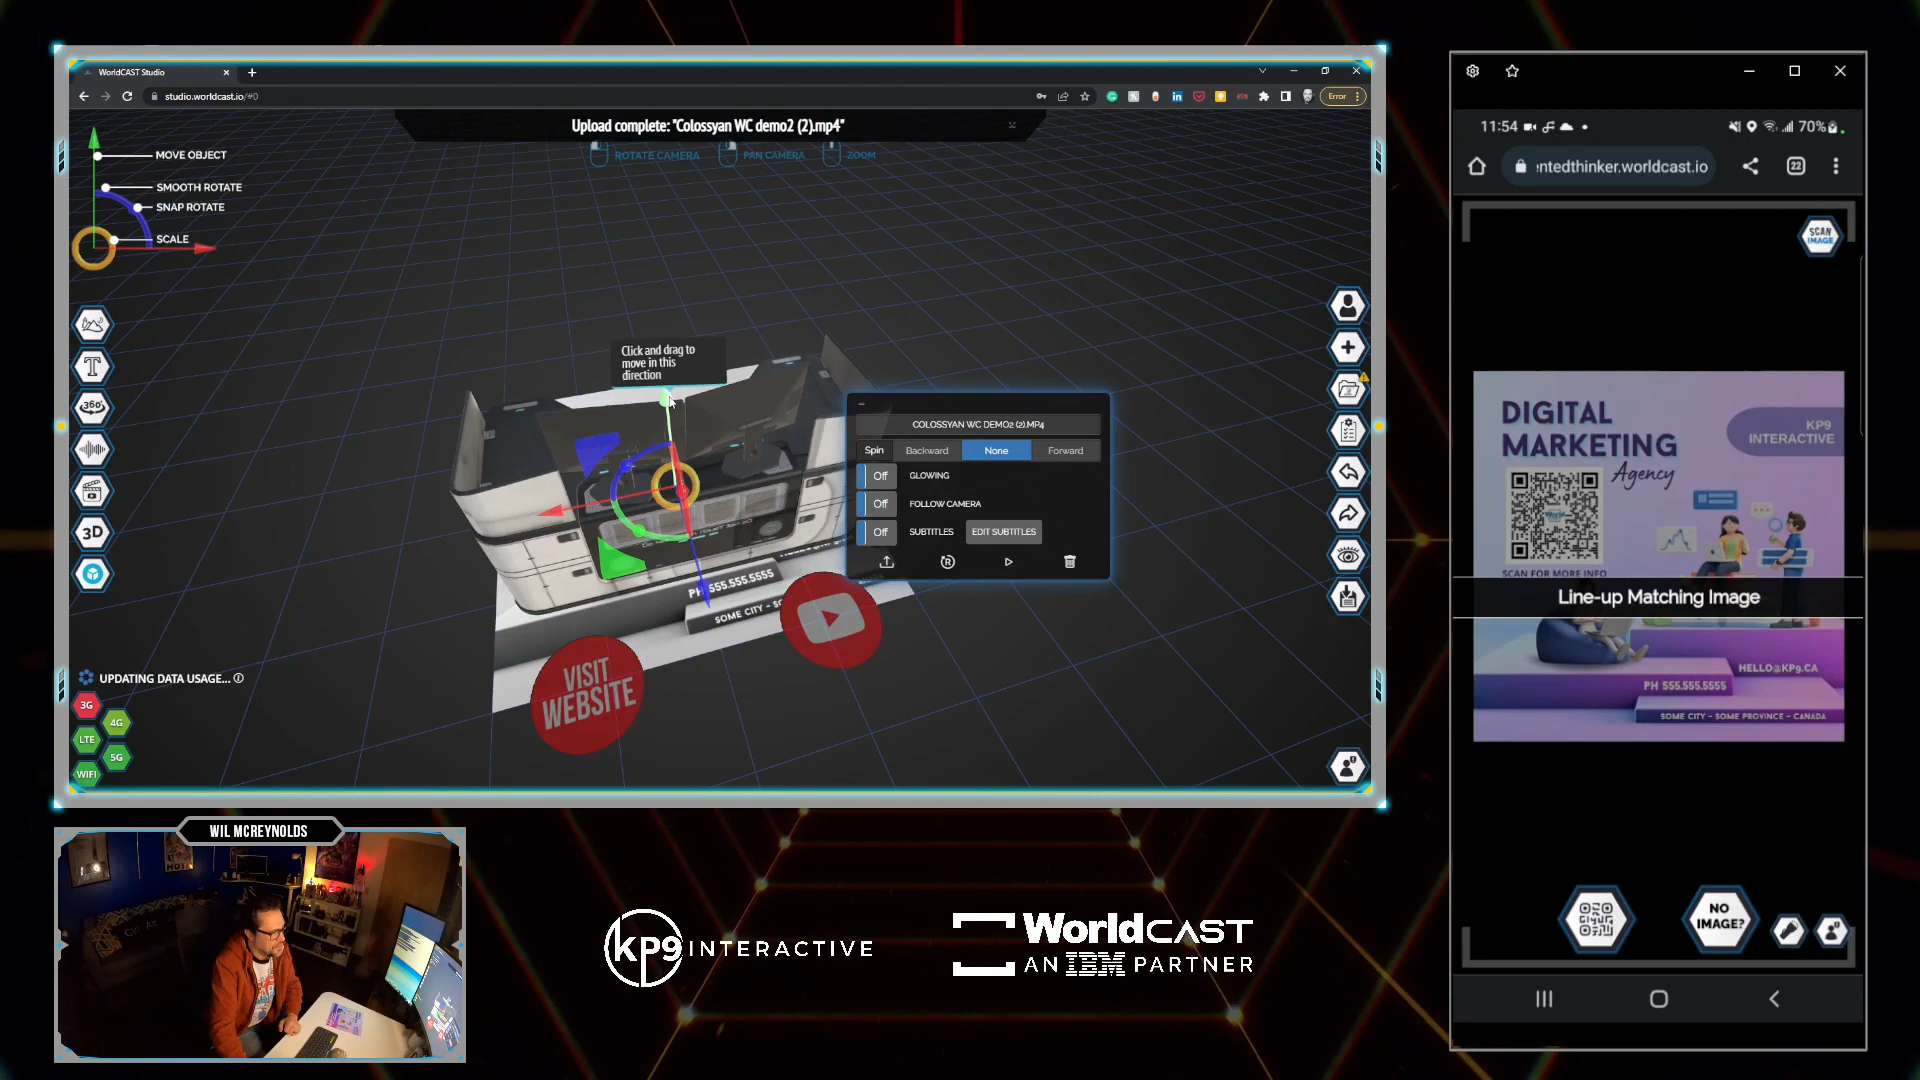 WorldCAST Studio
studio.worldcast.io/#0
Error
Upload complete: "Colossyan WC demo2 (2).mp4"
ROTATE CAMERA
PAN CAMERA
ZOOM
MOVE OBJECT
SMOOTH ROTATE
SNAP ROTATE
SCALE
T
360°
3D
Click and drag to
move in this
direction
COLOSSYAN WC DEMO2 (2).MP4
Spin
Backward
None
Forward
Off
GLOWING
Off
FOLLOW CAMERA
Off
SUBTITLES
EDIT SUBTITLES
PH 555.555.5555
SOME CITY - SO
VISIT
WEBSITE
UPDATING DATA USAGE...
3G
4G
LTE
5G
WIFI
11:54
70%
ntedthinker.worldcast.io
22
SCAN
IMAGE
DIGITAL
MARKETING
Agency
KP9
INTERACTIVE
SCAN FOR MORE INFO
Line-up Matching Image
HELLO@KP9.CA
PH 555.555.5555
SOME CITY - SOME PROVINCE - CANADA
NO
IMAGE?
WIL MCREYNOLDS
kp9 INTERACTIVE
WorldCAST
AN IBM PARTNER